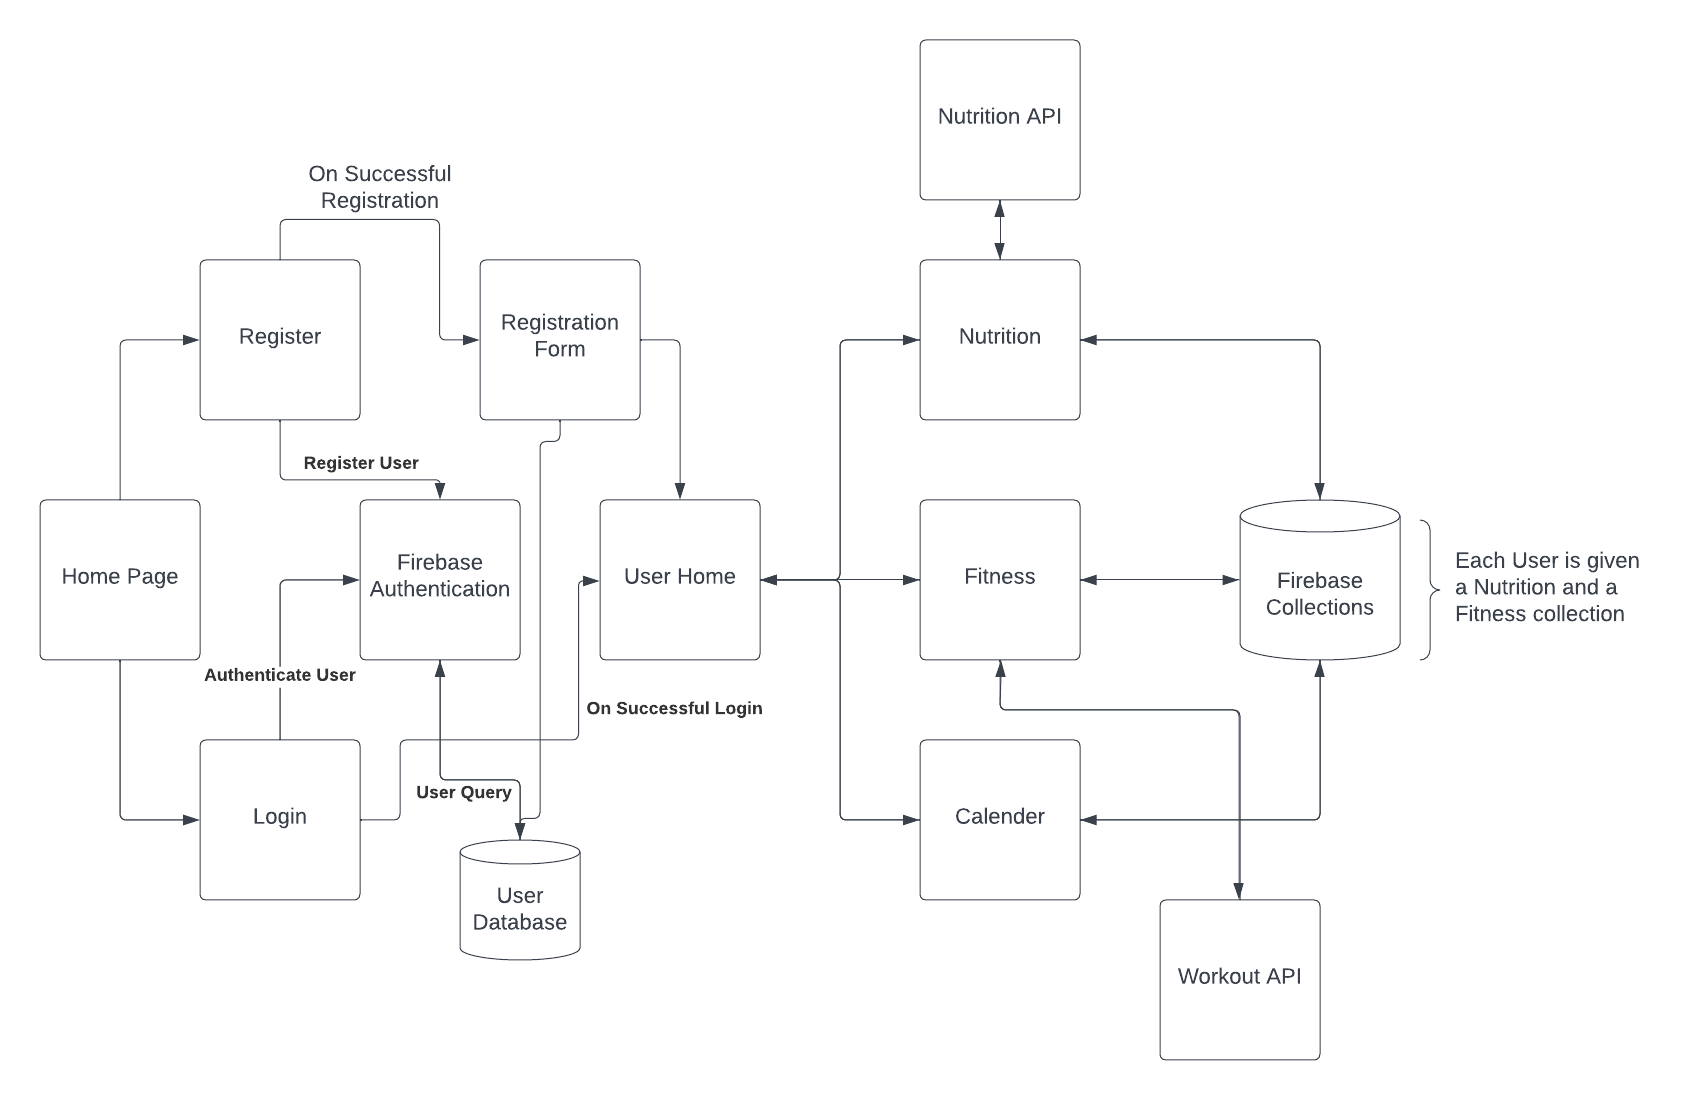 Nutrition API
On Successful
Registration
Register
Registration
Form
Nutrition
Register User
Home Page
Firebase
Authentication
User Home
Fitness
Firebase
Collections
Each User is given
a Nutrition and a
Fitness collection
Authenticate User
On Successful Login
User Query
Login
Calender
User
Database
Workout API